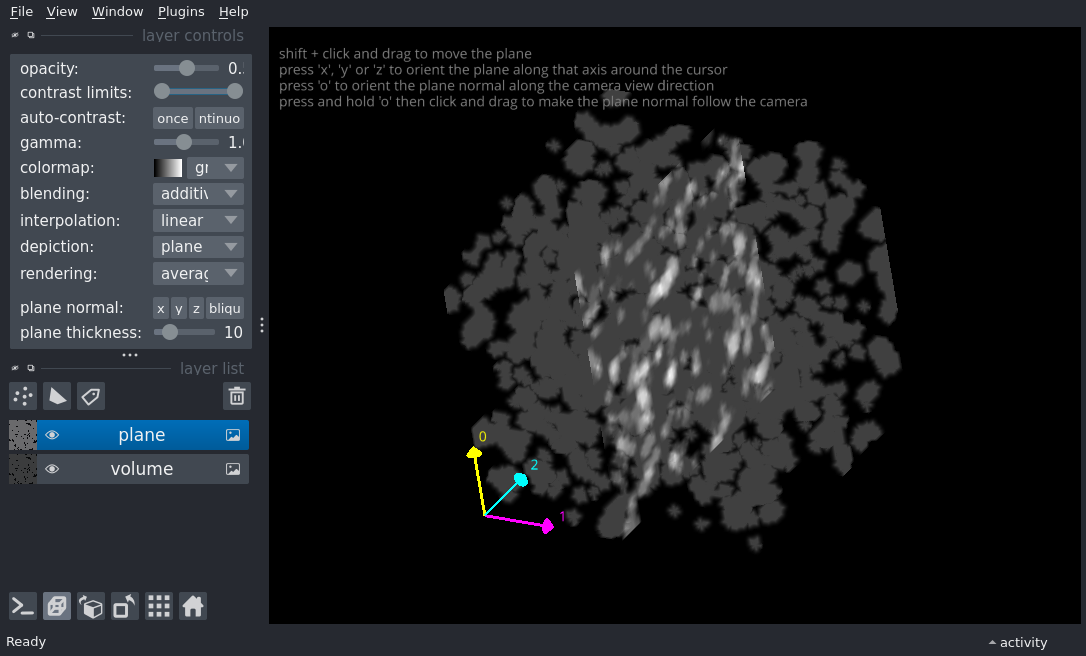 File View Window Plugins Help
layer controls
opacity: 0.
contrast limits:
auto-contrast: once ntinuo
gamma: 1.
colormap: gr
blending: additiv
interpolation: linear
depiction: plane
rendering: averag
plane normal: x y z bliqu
plane thickness: 10
layer list
plane
volume
shift + click and drag to move the plane
press 'x', 'y' or 'z' to orient the plane along that axis around the cursor
press 'o' to orient the plane normal along the camera view direction
press and hold 'o' then click and drag to make the plane normal follow the camera
0
2
1
Ready
activity